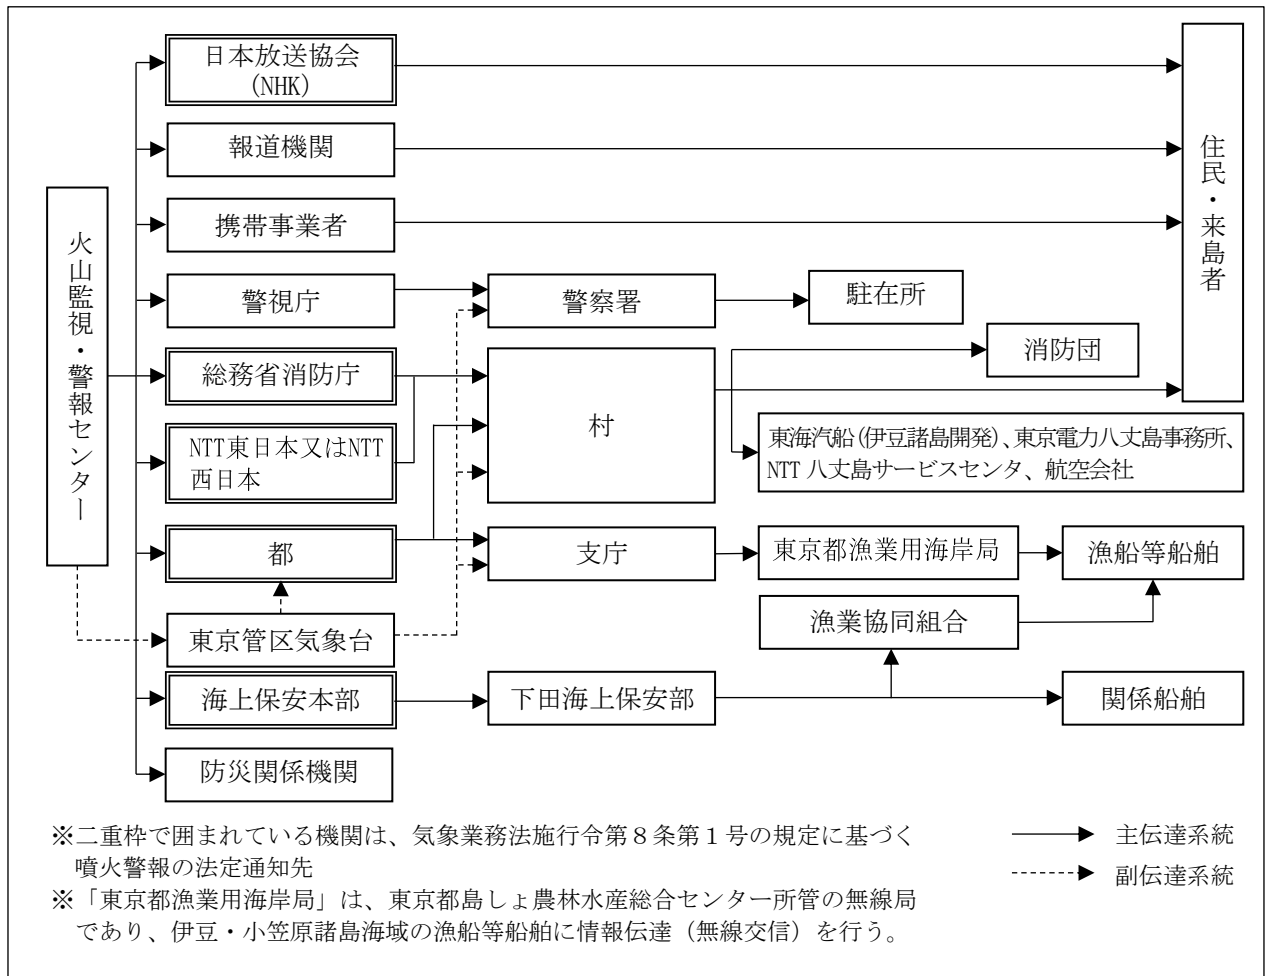 日本放送協会
(NHK)
報道機関
携帯事業者
警視庁
総務省消防庁
NTT東日本又はNTT
西日本
都
東京管区気象台
海上保安本部
防災関係機関
火山監視・警報センター
警察署
村
支庁
下田海上保安部
駐在所
消防団
東海汽船(伊豆諸島開発)、東京電力八丈島事務所、
NTT 八丈島サービスセンタ、航空会社
東京都漁業用海岸局
漁業協同組合
漁船等船舶
関係船舶
住民・来島者
※二重枠で囲まれている機関は、気象業務法施行令第8条第1号の規定に基づく
噴火警報の法定通知先
※「東京都漁業用海岸局」は、東京都島しょ農林水産総合センター所管の無線局
であり、伊豆・小笠原諸島海域の漁船等船舶に情報伝達（無線交信）を行う。
主伝達系統
副伝達系統